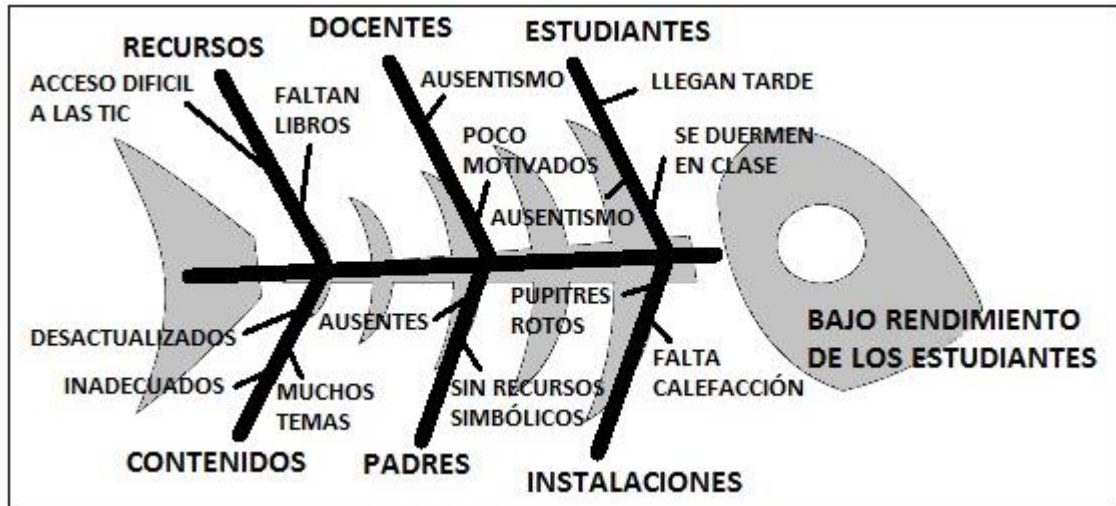 RECURSOS
ACCESO DIFICIL
A LAS TIC
FALTAN
LIBROS
DOCENTES
AUSENTISMO
POCO
MOTIVADOS
ESTUDIANTES
LLEGAN TARDE
SE DUERMEN
EN CLASE
AUSENTISMO
DESACTUALIZADOS
INADECUADOS
MUCHOS
TEMAS
CONTENIDOS
AUSENTES
SIN RECURSOS
SIMBÓLICOS
PADRES
PUPITRES
ROTOS
FALTA
CALEFACCIÓN
INSTALACIONES
BAJO RENDIMIENTO
DE LOS ESTUDIANTES